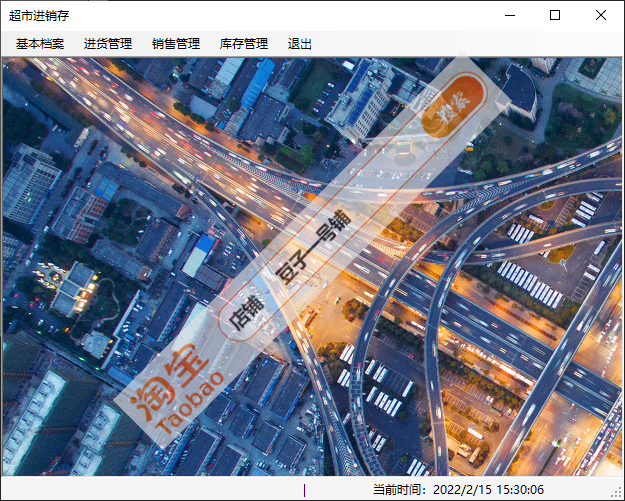 超市进销存
基本档案 进货管理 销售管理 库存管理 退出
搜索
店铺 豆子一号铺
淘宝
Taobao
当前时间：2022/2/15 15:30:06